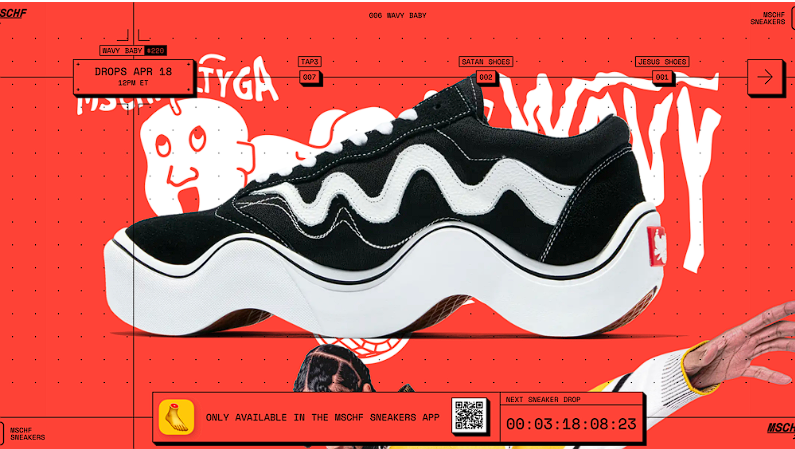 MSCHF
006 WAVY BABY
MSCHF
SNEAKERS
WAVY BABY #220
DROPS APR 18
12PM ET
TAP3
007
SATAN SHOES
002
JESUS SHOES
001
MSCHF
TYGA
WAVY
ONLY AVAILABLE IN THE MSCHF SNEAKERS APP
NEXT SNEAKER DROP
00:03:18:08:23
MSCHF
SNEAKERS
MSCH